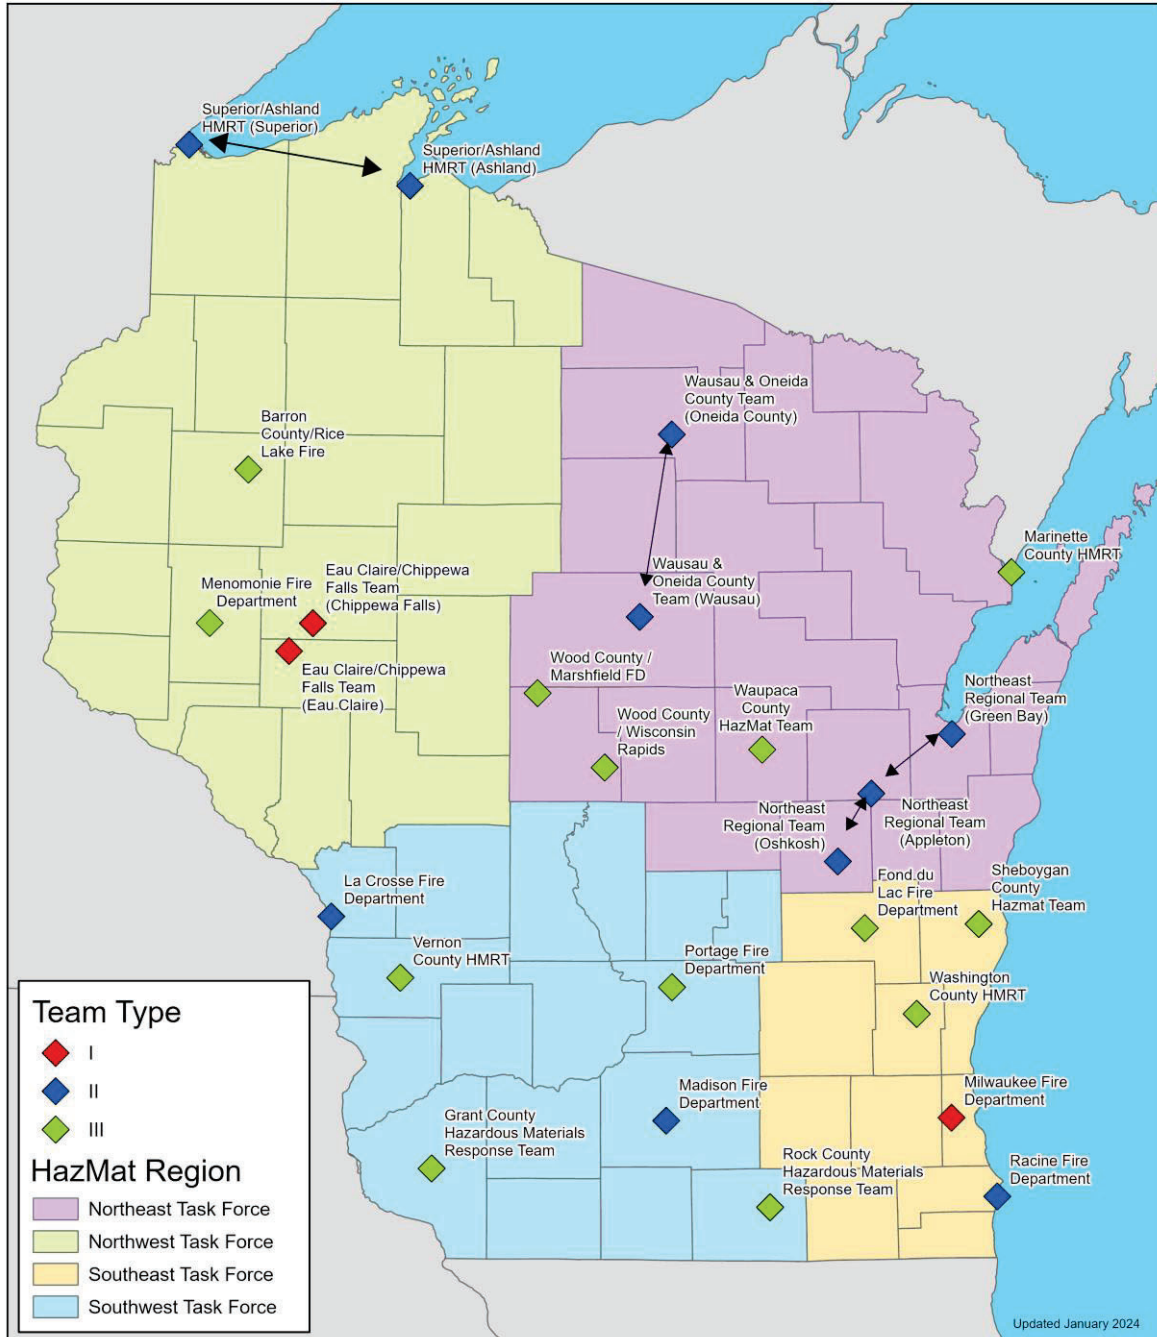 Superior/Ashland
HMRT (Superior)
Superior/Ashland
HMRT (Ashland)
Wausau & Oneida
County Team
(Oneida County)
Barron
County/Rice
Lake Fire
Marinette
County HMRT
Wausau &
Oneida County
Team (Wausau)
Eau Claire/Chippewa
Falls Team
(Chippewa Falls)
Menomonie Fire
Department
Eau Claire/Chippewa
Falls Team
(Eau Claire)
Wood County /
Marshfield FD
Waupaca
County
HazMat Team
Northeast
Regional Team
(Green Bay)
Wood County
/ Wisconsin
Rapids
Northeast
Regional Team
(Oshkosh)
Northeast
Regional Team
(Appleton)
La Crosse Fire
Department
Fond du
Lac Fire
Department
Sheboygan
County
Hazmat Team
Vernon
County HMRT
Portage Fire
Department
Washington
County HMRT
Madison Fire
Department
Milwaukee Fire
Department
Grant County
Hazardous Materials
Response Team
Rock County
Hazardous Materials
Response Team
Racine Fire
Department
Team Type
I
II
III
HazMat Region
Northeast Task Force
Northwest Task Force
Southeast Task Force
Southwest Task Force
Updated January 2024